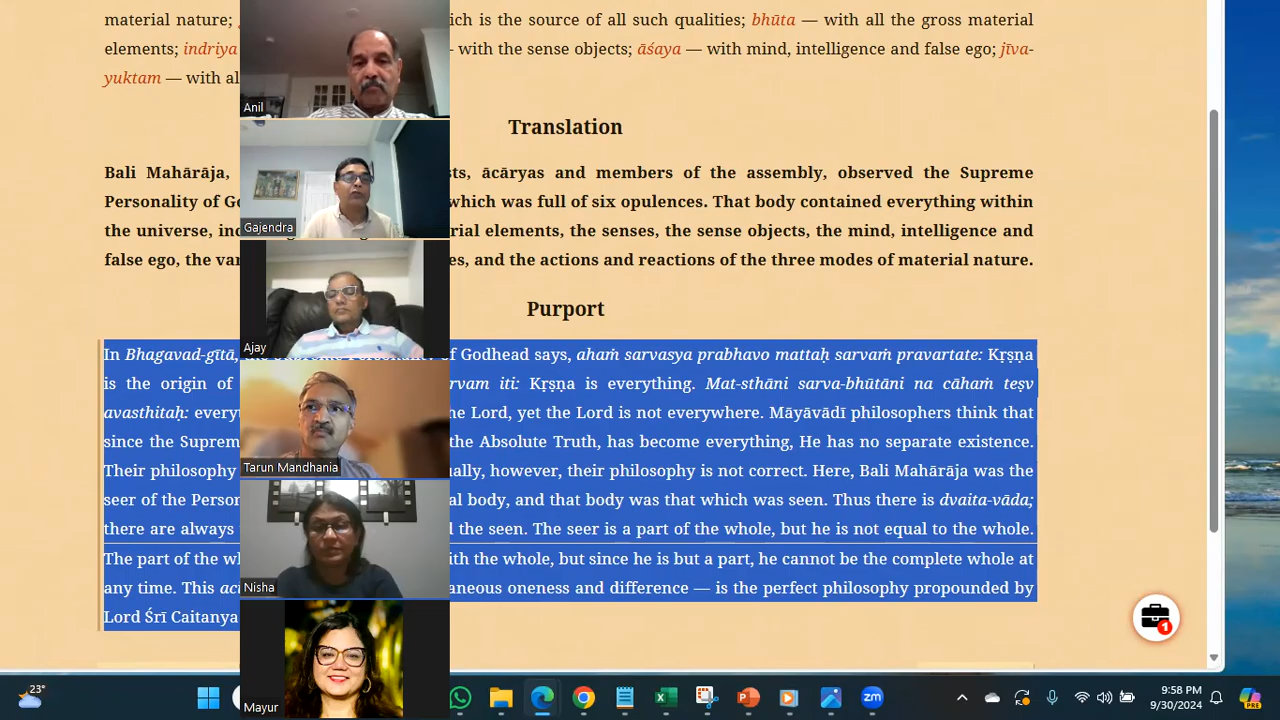 material nature; ich is the source of all such qualities; bhūta — with all the gross material
elements; indriya - with the sense objects; āśaya — with mind, intelligence and false ego; jīva-
yuktam — with al
Translation
Bali Mahārāja, sts, ācāryas and members of the assembly, observed the Supreme
Personality of Go which was full of six opulences. That body contained everything within
the universe, inc rial elements, the senses, the sense objects, the mind, intelligence and
false ego, the var es, and the actions and reactions of the three modes of material nature.
Purport
In Bhagavad-gītā, of Godhead says, ahaṁ sarvasya prabhavo mattaḥ sarvaṁ pravartate: Kṛṣṇa
is the origin of rvam iti: Kṛṣṇa is everything. Mat-sthāni sarva-bhūtāni na cāhaṁ teṣv
avasthitaḥ: every he Lord, yet the Lord is not everywhere. Māyāvādī philosophers think that
since the Suprem the Absolute Truth, has become everything, He has no separate existence.
Their philosophy ually, however, their philosophy is not correct. Here, Bali Mahārāja was the
seer of the Person al body, and that body was that which was seen. Thus there is dvaita-vāda;
there are always d the seen. The seer is a part of the whole, but he is not equal to the whole.
The part of the wh ith the whole, but since he is but a part, he cannot be the complete whole at
any time. This aci aneous oneness and difference — is the perfect philosophy propounded by
Lord Śrī Caitanya
Anil
Gajendra
Ajay
Tarun Mandhania
Nisha
Mayur
1
23°
zm
9:58 PM
9/30/2024
PRE